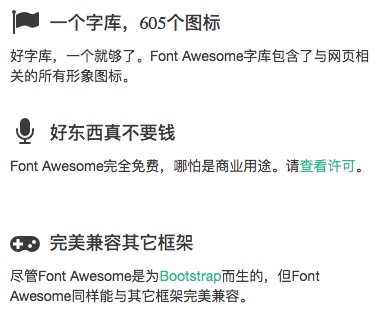 一个字库，605个图标
好字库，一个就够了。Font Awesome字库包含了与网页相
关的所有形象图标。
好东西真不要钱
Font Awesome完全免费，哪怕是商业用途。请查看许可。
完美兼容其它框架
尽管Font Awesome是为Bootstrap而生的，但Font
Awesome同样能与其它框架完美兼容。